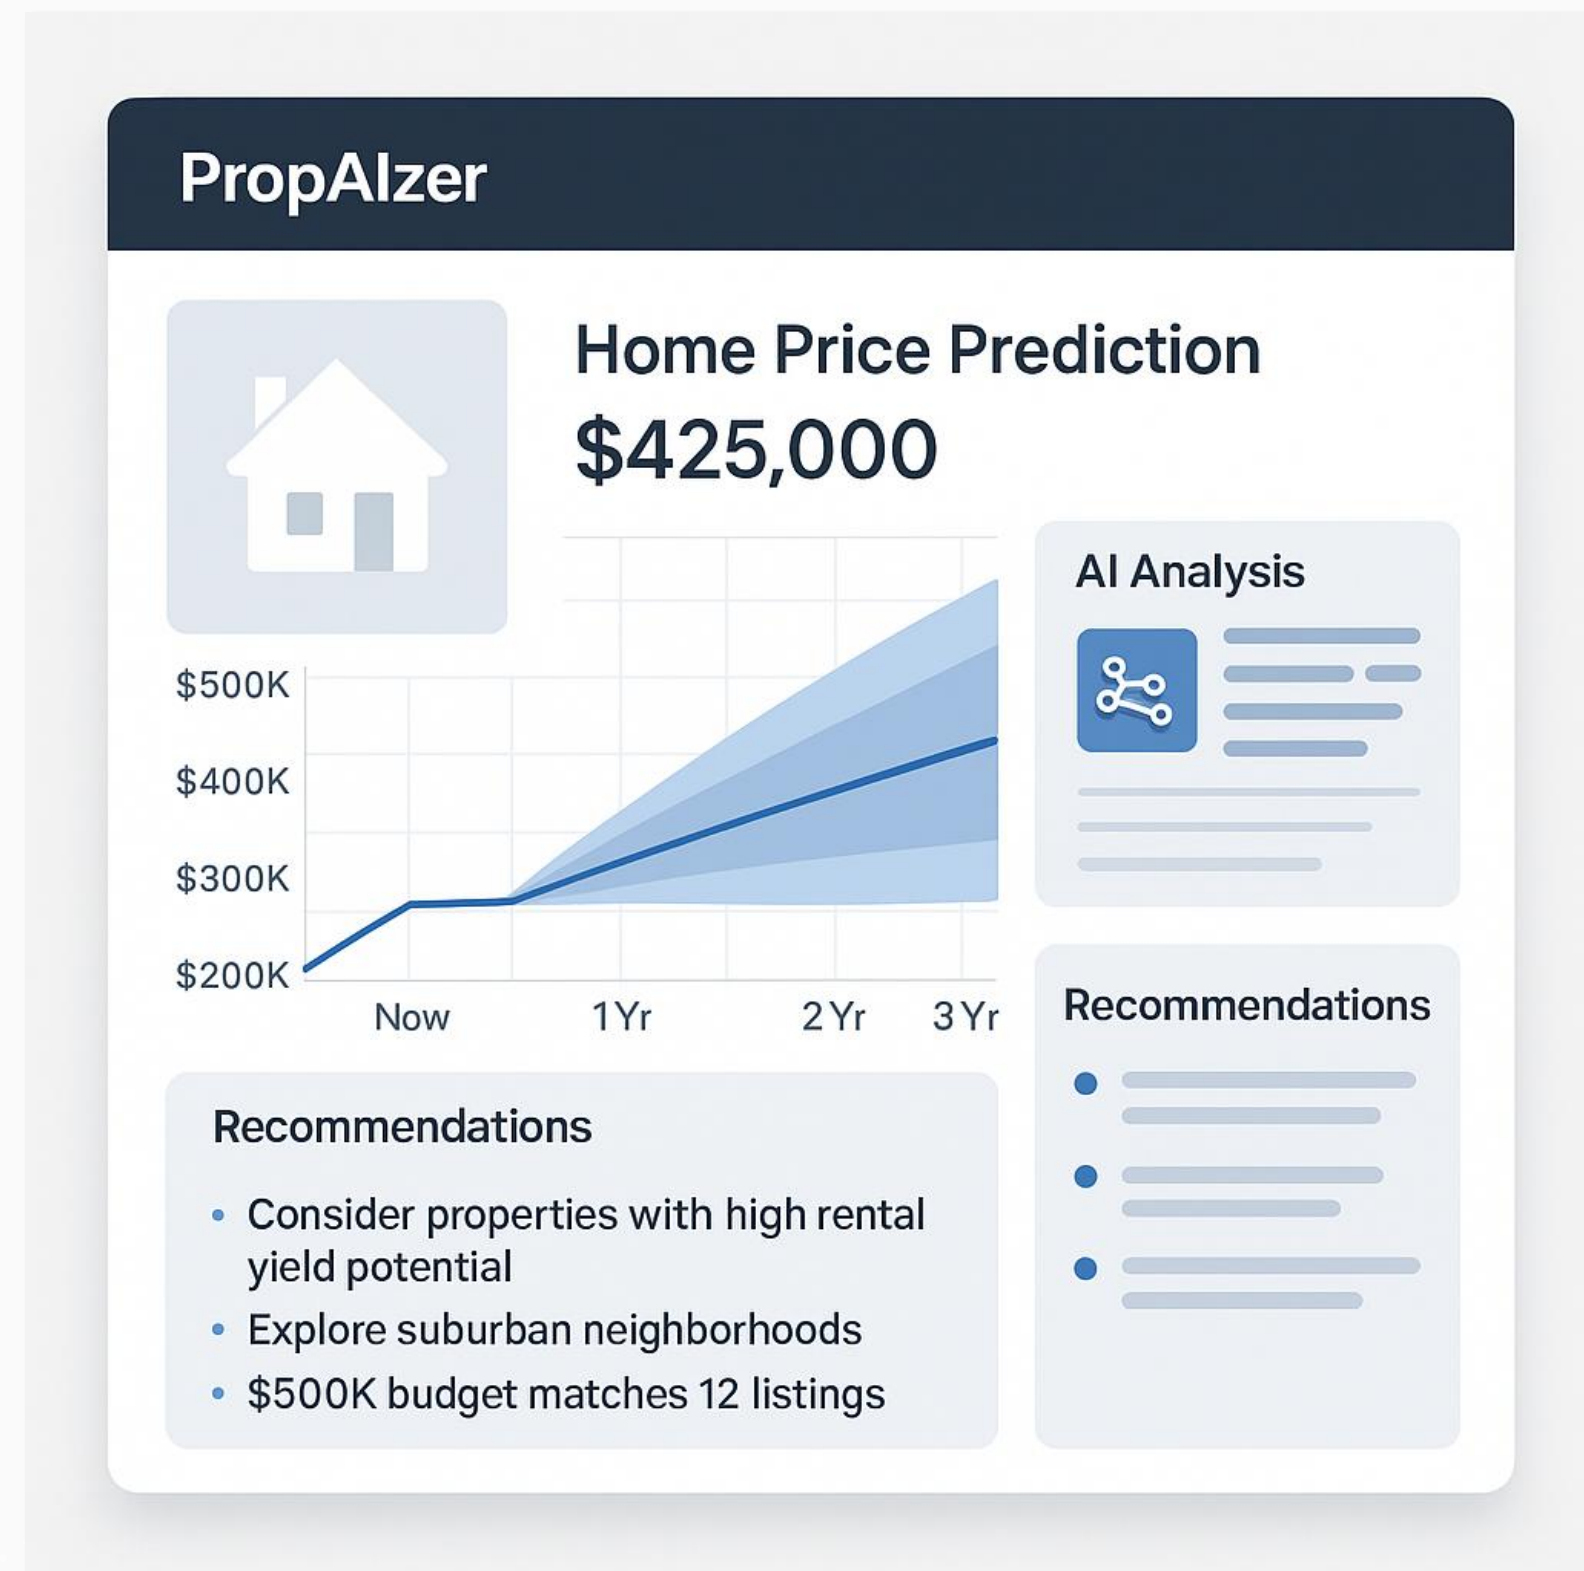 PropAIzer
Home Price Prediction
$425,000
$500K
$400K
$300K
$200K
Now
1 Yr
2 Yr
3 Yr
AI Analysis
Recommendations
Recommendations
Consider properties with high rental
yield potential
Explore suburban neighborhoods
$500K budget matches 12 listings